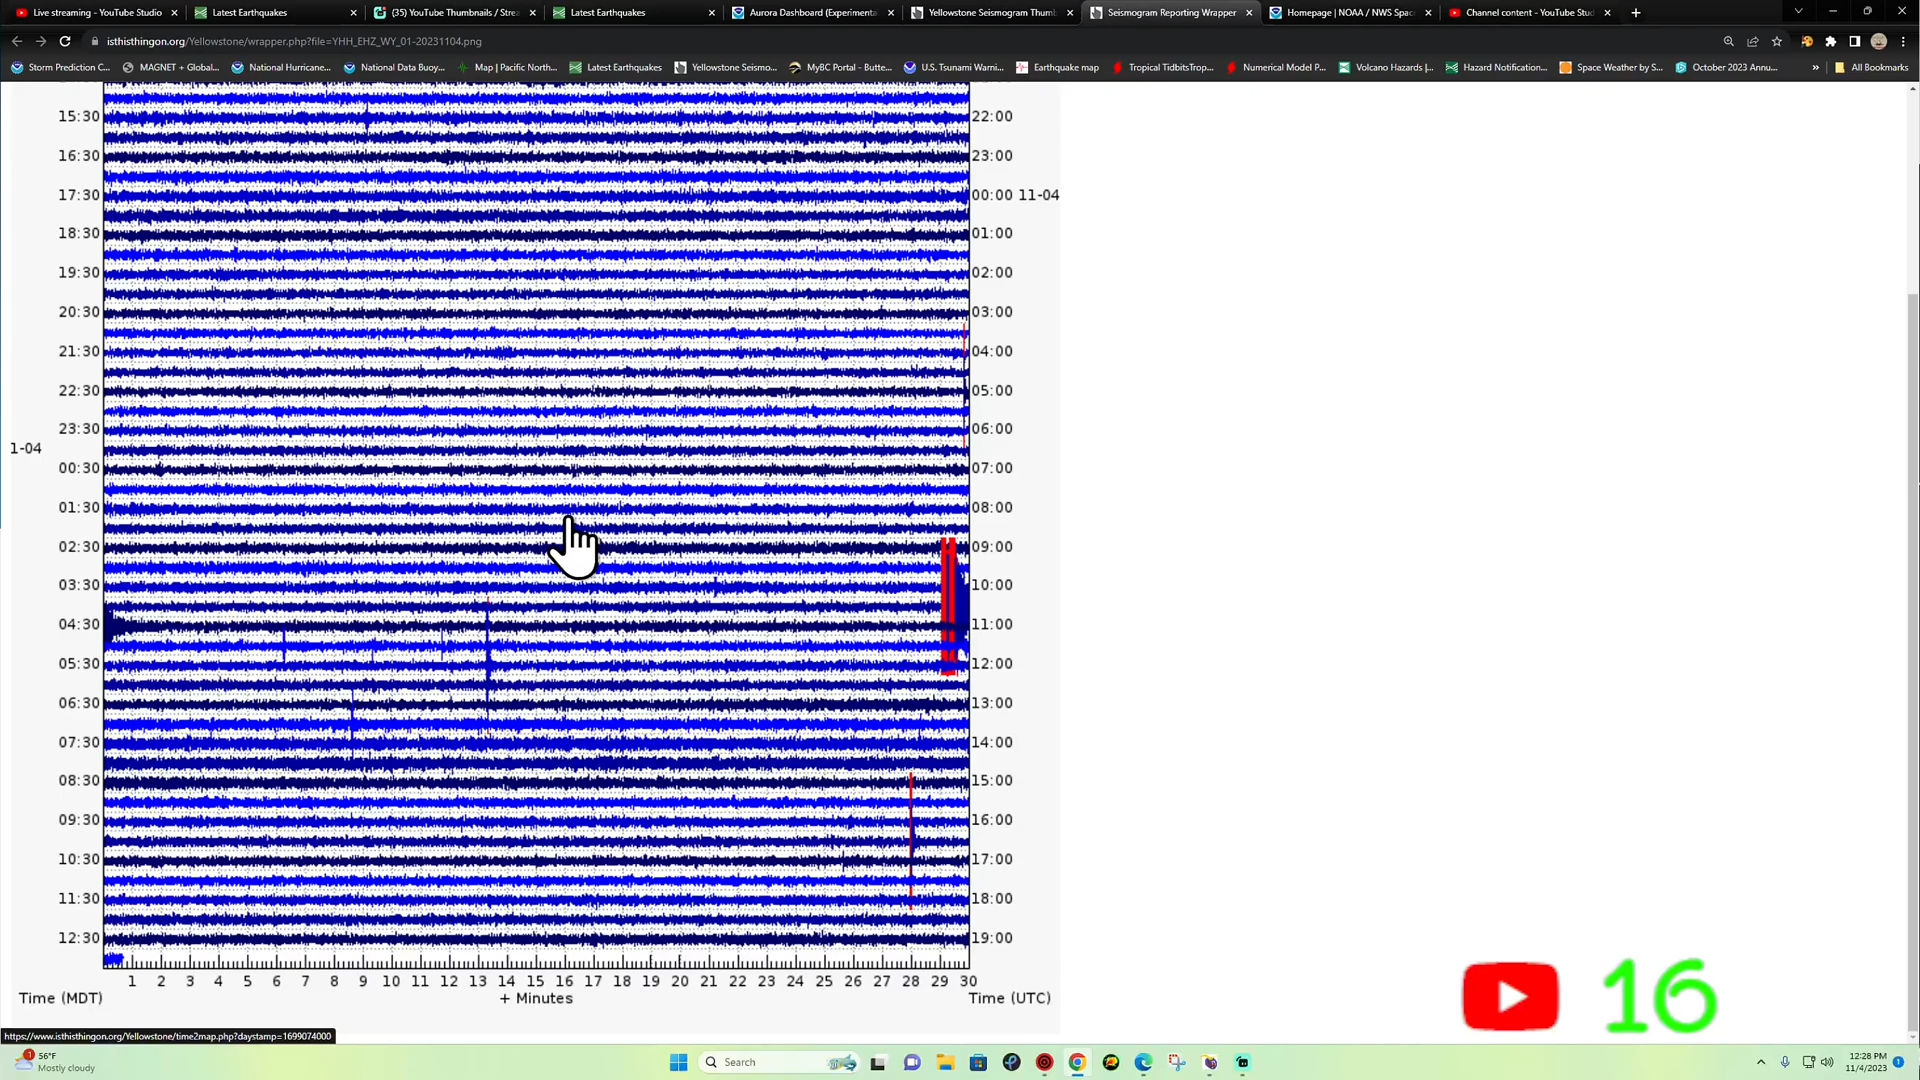 Live streaming - YouTube Studio
Latest Earthquakes
(35) YouTube Thumbnails / Strea
Latest Earthquakes
Aurora Dashboard (Experimenta
Yellowstone Seismogram Thumb
Seismogram Reporting Wrapper
Homepage | NOAA / NWS Spac
Channel content - YouTube Stud
isthisthingon.org/Yellowstone/wrapper.php?file=YHH_EHZ_WY_01-20231104.png
Storm Prediction C...
MAGNET + Global...
National Hurricane...
National Data Buoy...
Map | Pacific North...
Latest Earthquakes
Yellowstone Seismo...
MyBC Portal - Butte...
U.S. Tsunami Warni...
Earthquake map
Tropical TidbitsTrop...
Numerical Model P...
Volcano Hazards |...
Hazard Notification...
Space Weather by S...
October 2023 Annu...
»
All Bookmarks
15:30 22:00
16:30 23:00
17:30 00:00 11-04
18:30 01:00
19:30 02:00
20:30 03:00
21:30 04:00
22:30 05:00
23:30 06:00
1-04
00:30 07:00
01:30 08:00
02:30 09:00
03:30 10:00
04:30 11:00
05:30 12:00
06:30 13:00
07:30 14:00
08:30 15:00
09:30 16:00
10:30 17:00
11:30 18:00
12:30 19:00
1 2 3 4 5 6 7 8 9 10 11 12 13 14 15 16 17 18 19 20 21 22 23 24 25 26 27 28 29 30
Time (MDT) + Minutes Time (UTC)
16
https://www.isthisthingon.org/Yellowstone/time2map.php?daystamp=1699074000
1
56°F
Mostly cloudy
Search
12:28 PM
11/4/2023
1